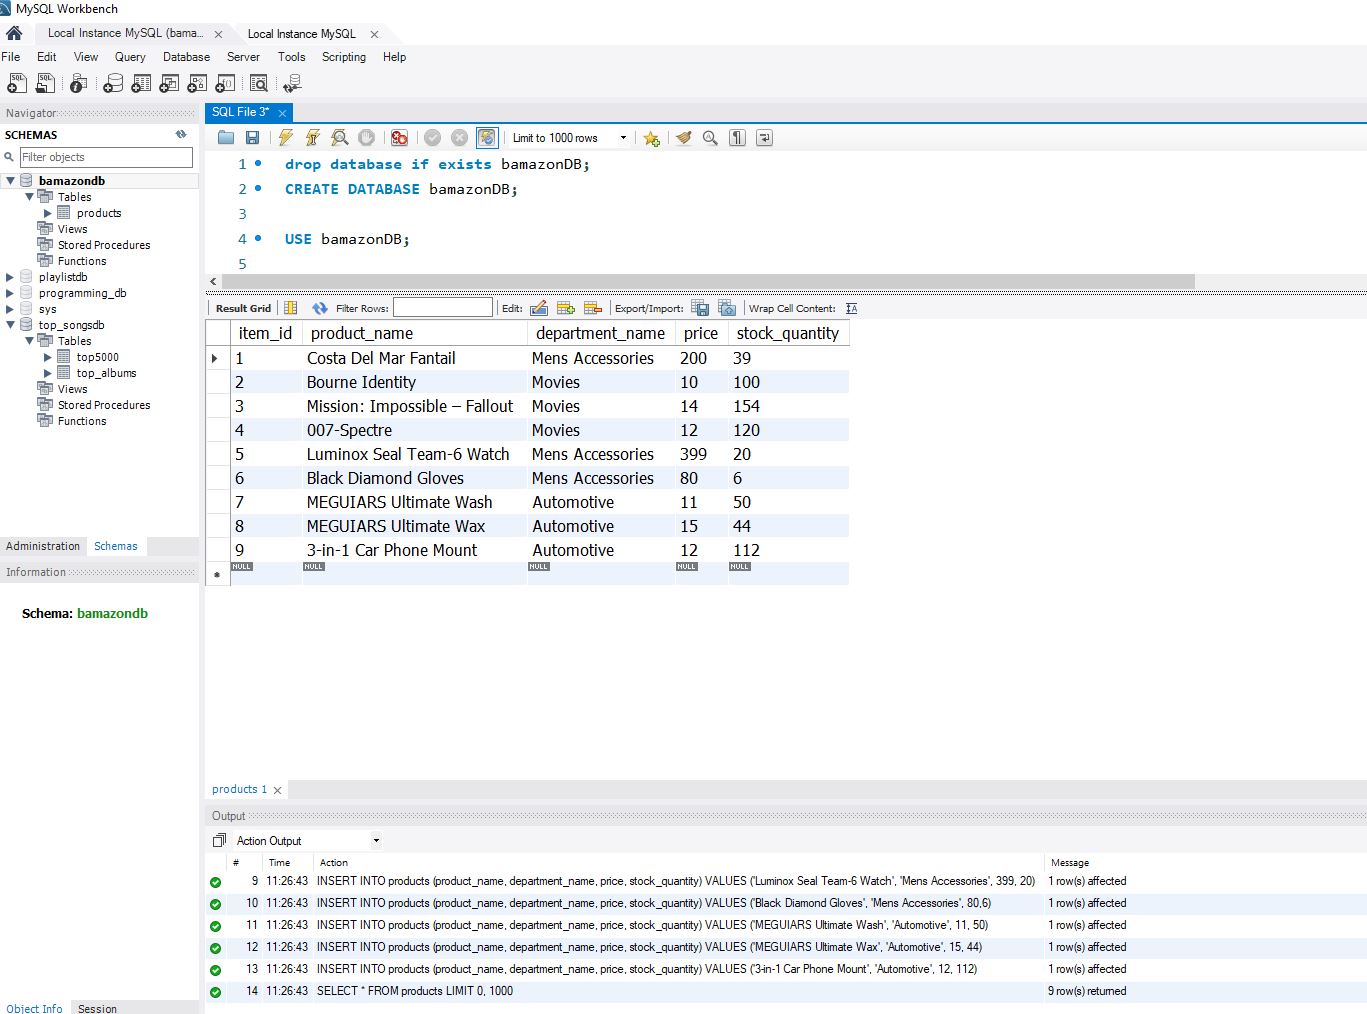 MySQL Workbench
Local Instance MySQL (bama... × Local Instance MySQL ×
File Edit View Query Database Server Tools Scripting Help
Navigator
SCHEMAS
Filter objects
bamazondb
Tables
products
Views
Stored Procedures
Functions
playlistdb
programming_db
sys
top_songsdb
Tables
top5000
top_albums
Views
Stored Procedures
Functions
Administration Schemas
Information
Schema: bamazondb
Object Info Session
SQL File 3* ×
Limit to 1000 rows
1 drop database if exists bamazonDB;
2 CREATE DATABASE bamazonDB;
3
4 USE bamazonDB;
5
Result Grid Filter Rows: Edit: Export/Import: Wrap Cell Content: IA
item_id product_name department_name price stock_quantity
1 Costa Del Mar Fantail Mens Accessories 200 39
2 Bourne Identity Movies 10 100
3 Mission: Impossible – Fallout Movies 14 154
4 007-Spectre Movies 12 120
5 Luminox Seal Team-6 Watch Mens Accessories 399 20
6 Black Diamond Gloves Mens Accessories 80 6
7 MEGUIARS Ultimate Wash Automotive 11 50
8 MEGUIARS Ultimate Wax Automotive 15 44
9 3-in-1 Car Phone Mount Automotive 12 112
NULL NULL NULL NULL NULL
products 1 ×
Output
Action Output
# Time Action Message
9 11:26:43 INSERT INTO products (product_name, department_name, price, stock_quantity) VALUES ('Luminox Seal Team-6 Watch', 'Mens Accessories', 399, 20) 1 row(s) affected
10 11:26:43 INSERT INTO products (product_name, department_name, price, stock_quantity) VALUES ('Black Diamond Gloves', 'Mens Accessories', 80,6) 1 row(s) affected
11 11:26:43 INSERT INTO products (product_name, department_name, price, stock_quantity) VALUES ('MEGUIARS Ultimate Wash', 'Automotive', 11, 50) 1 row(s) affected
12 11:26:43 INSERT INTO products (product_name, department_name, price, stock_quantity) VALUES ('MEGUIARS Ultimate Wax', 'Automotive', 15, 44) 1 row(s) affected
13 11:26:43 INSERT INTO products (product_name, department_name, price, stock_quantity) VALUES ('3-in-1 Car Phone Mount', 'Automotive', 12, 112) 1 row(s) affected
14 11:26:43 SELECT * FROM products LIMIT 0, 1000 9 row(s) returned